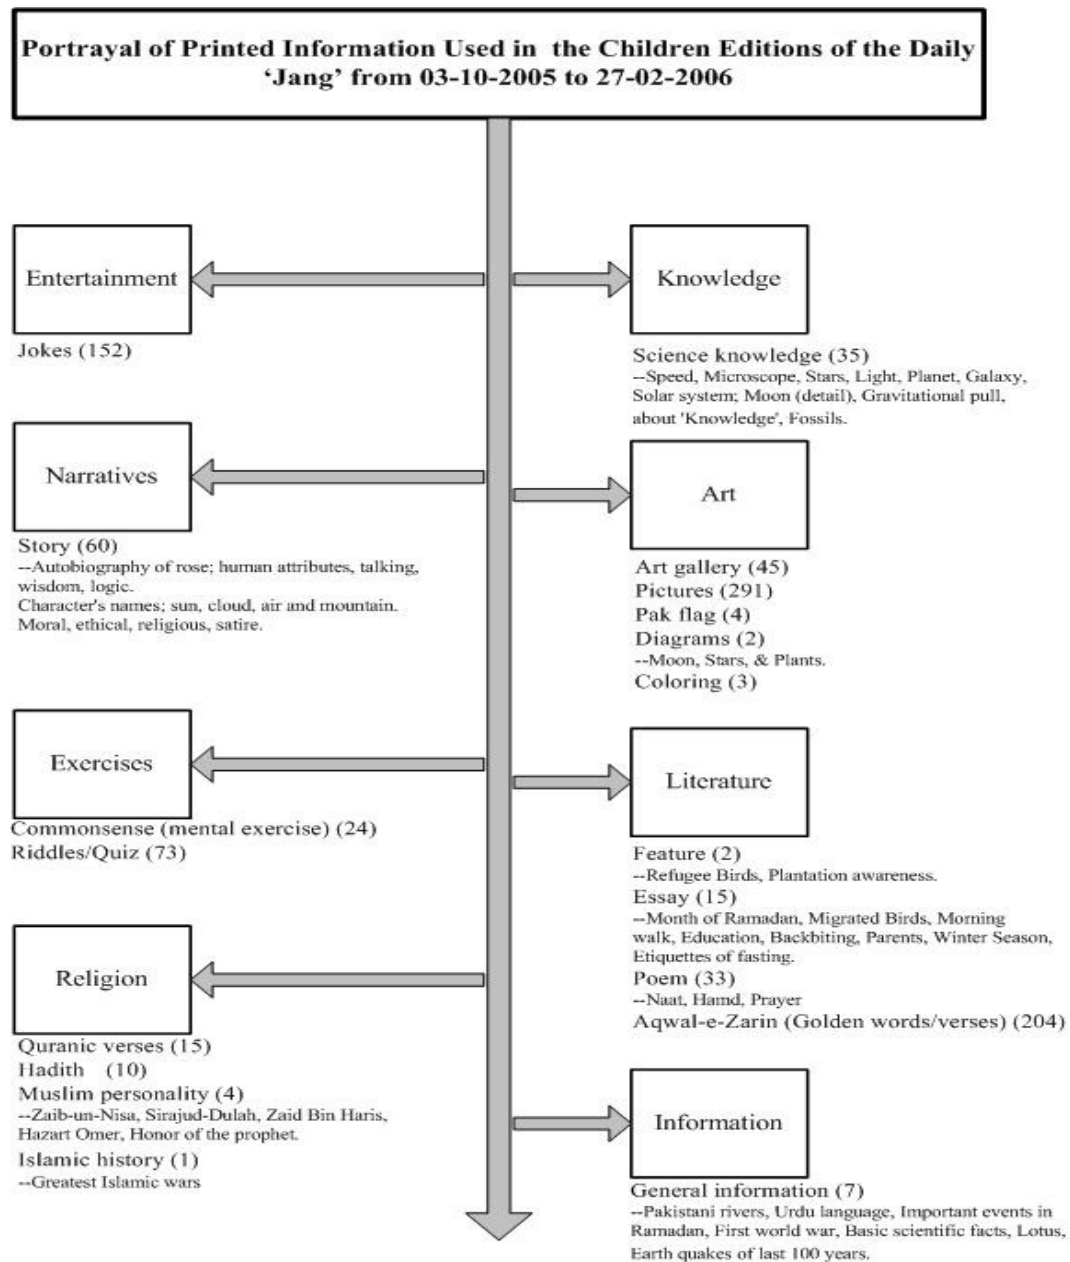 Portrayal of Printed Information Used in the Children Editions of the Daily
‘Jang’ from 03-10-2005 to 27-02-2006
Entertainment
Jokes (152)
Narratives
Story (60)
--Autobiography of rose; human attributes, talking,
wisdom, logic.
Character's names; sun, cloud, air and mountain.
Moral, ethical, religious, satire.
Exercises
Commonsense (mental exercise) (24)
Riddles/Quiz (73)
Religion
Quranic verses (15)
Hadith (10)
Muslim personality (4)
--Zaib-un-Nisa, Sirajud-Dulah, Zaid Bin Haris,
Hazart Omer, Honor of the prophet.
Islamic history (1)
--Greatest Islamic wars
Knowledge
Science knowledge (35)
--Speed, Microscope, Stars, Light, Planet, Galaxy,
Solar system; Moon (detail), Gravitational pull,
about 'Knowledge', Fossils.
Art
Art gallery (45)
Pictures (291)
Pak flag (4)
Diagrams (2)
--Moon, Stars, & Plants.
Coloring (3)
Literature
Feature (2)
--Refugee Birds, Plantation awareness.
Essay (15)
--Month of Ramadan, Migrated Birds, Morning
walk, Education, Backbiting, Parents, Winter Season,
Etiquettes of fasting.
Poem (33)
--Naat, Hamd, Prayer
Aqwal-e-Zarin (Golden words/verses) (204)
Information
General information (7)
--Pakistani rivers, Urdu language, Important events in
Ramadan, First world war, Basic scientific facts, Lotus,
Earth quakes of last 100 years.